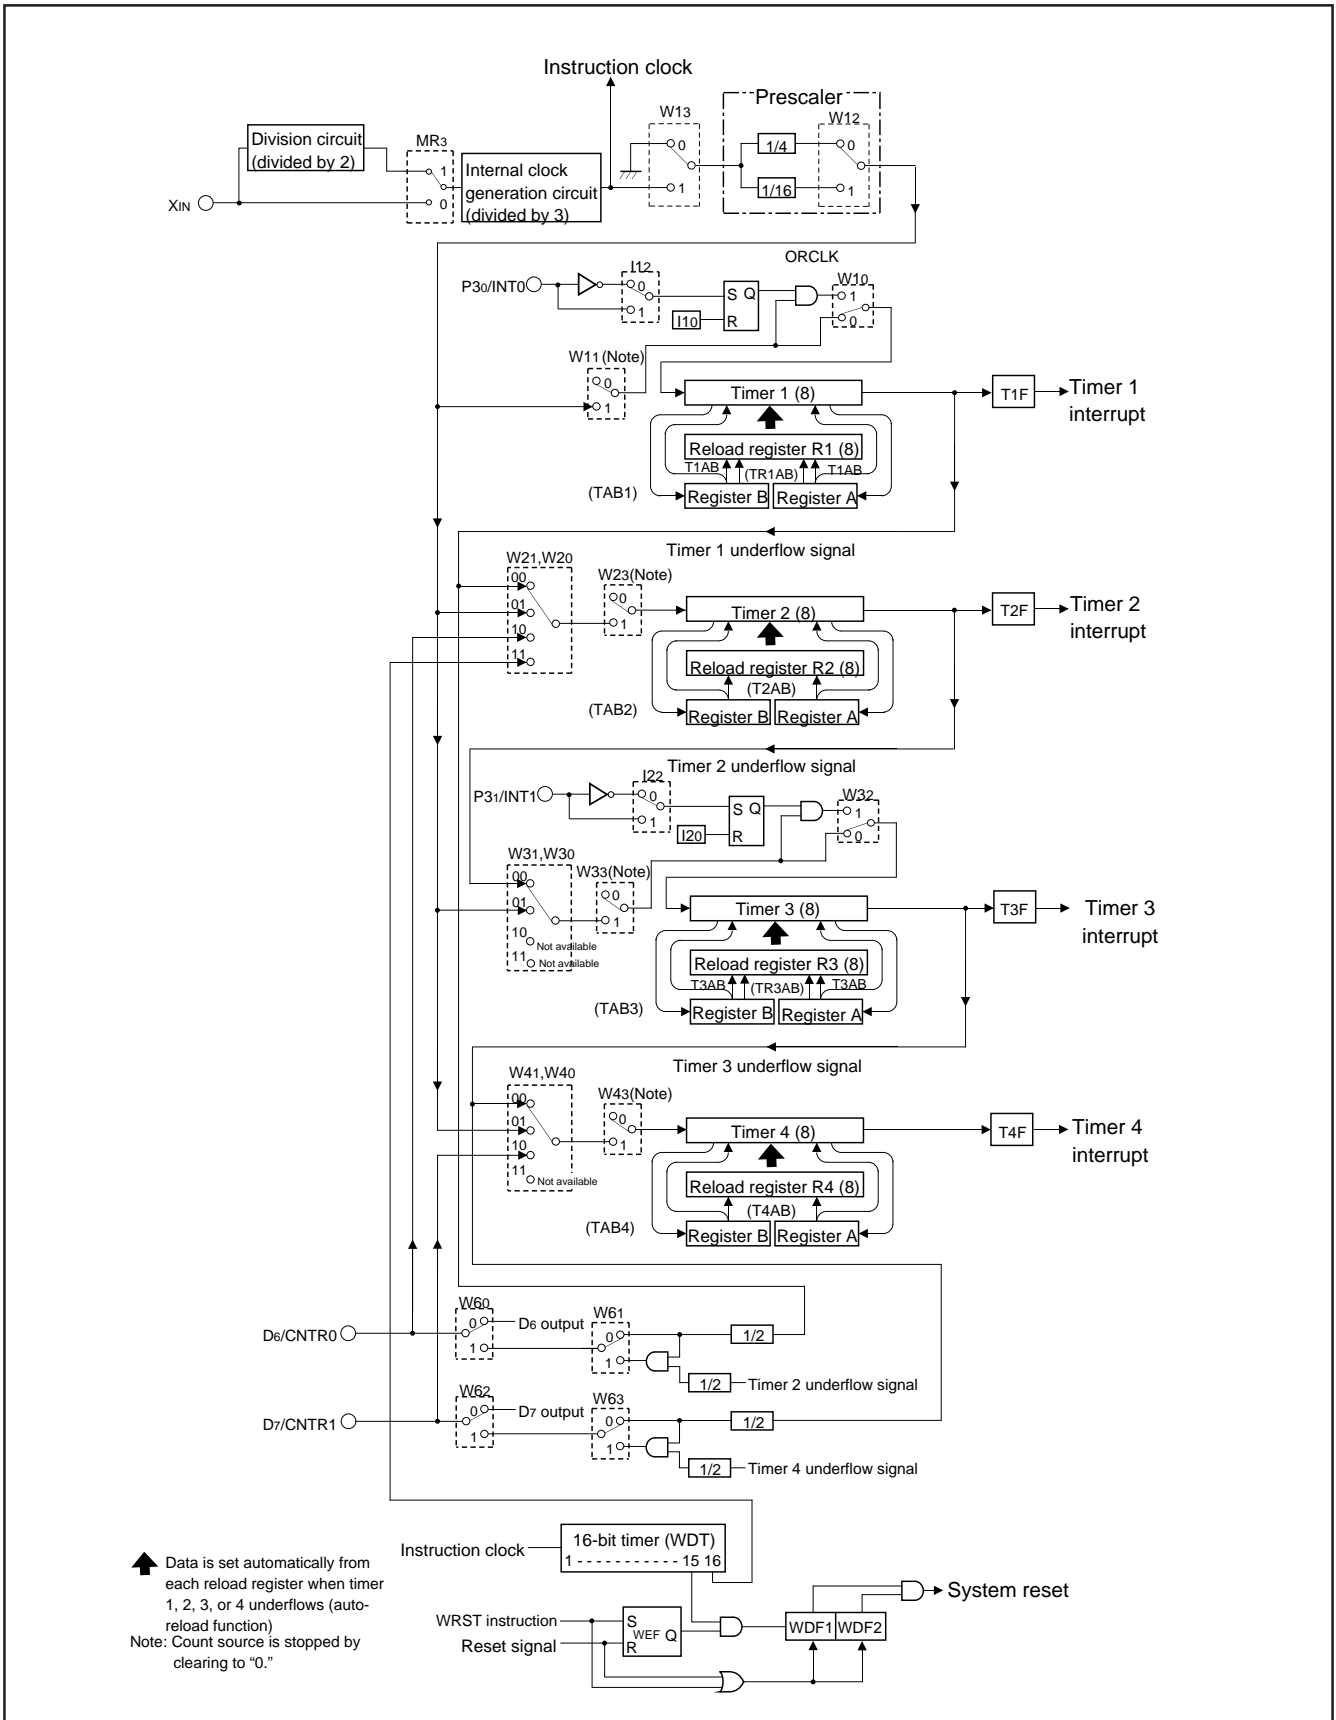 Instruction clock
Prescaler
W13
W12
Division circuit
(divided by 2)
MR3
0
1/4
0
1
Internal clock
generation circuit
(divided by 3)
XIN
0
1
1/16
1
ORCLK
P30/INT0
I12
0
1
S Q
R
I10
W10
1
0
W11 (Note)
0
1
Timer 1 (8)
T1F
Timer 1
interrupt
Reload register R1 (8)
T1AB
(TR1AB)
T1AB
(TAB1)
Register B
Register A
Timer 1 underflow signal
W21,W20
00
01
10
11
W23(Note)
0
1
Timer 2 (8)
T2F
Timer 2
interrupt
Reload register R2 (8)
(T2AB)
(TAB2)
Register B
Register A
Timer 2 underflow signal
P31/INT1
I22
0
1
S Q
R
I20
W32
1
0
W31,W30
00
01
10
Not available
11
Not available
W33(Note)
0
1
Timer 3 (8)
T3F
Timer 3
interrupt
Reload register R3 (8)
T3AB
(TR3AB)
T3AB
(TAB3)
Register B
Register A
Timer 3 underflow signal
W41,W40
00
01
10
11
Not available
W43(Note)
0
1
Timer 4 (8)
T4F
Timer 4
interrupt
Reload register R4 (8)
(T4AB)
(TAB4)
Register B
Register A
D6/CNTR0
W60
0
1
D6 output
W61
0
1
1/2
1/2
Timer 2 underflow signal
D7/CNTR1
W62
0
1
D7 output
W63
0
1
1/2
1/2
Timer 4 underflow signal
Instruction clock
16-bit timer (WDT)
1 - - - - - - - - - - - 15 16
System reset
WRST instruction
Reset signal
S
WEF Q
R
WDF1
WDF2
Data is set automatically from
each reload register when timer
1, 2, 3, or 4 underflows (auto-
reload function)
Note: Count source is stopped by
clearing to “0.”